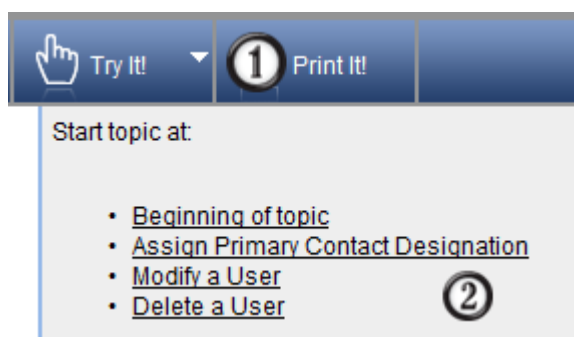 Try It! 1 Print It!
Start topic at:
• Beginning of topic
• Assign Primary Contact Designation
• Modify a User
• Delete a User
2